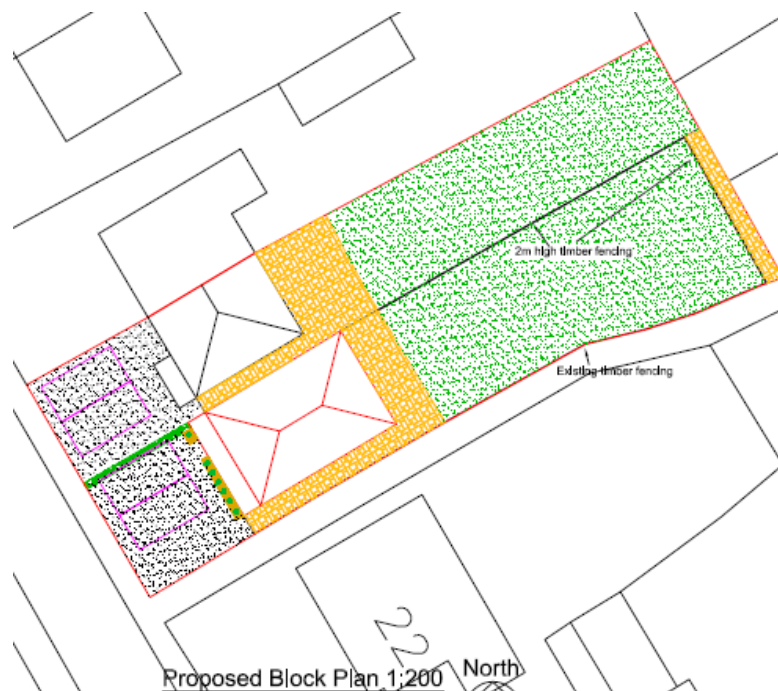 2m high timber fencing
Existing timber fencing
22
Proposed Block Plan 1:200
North